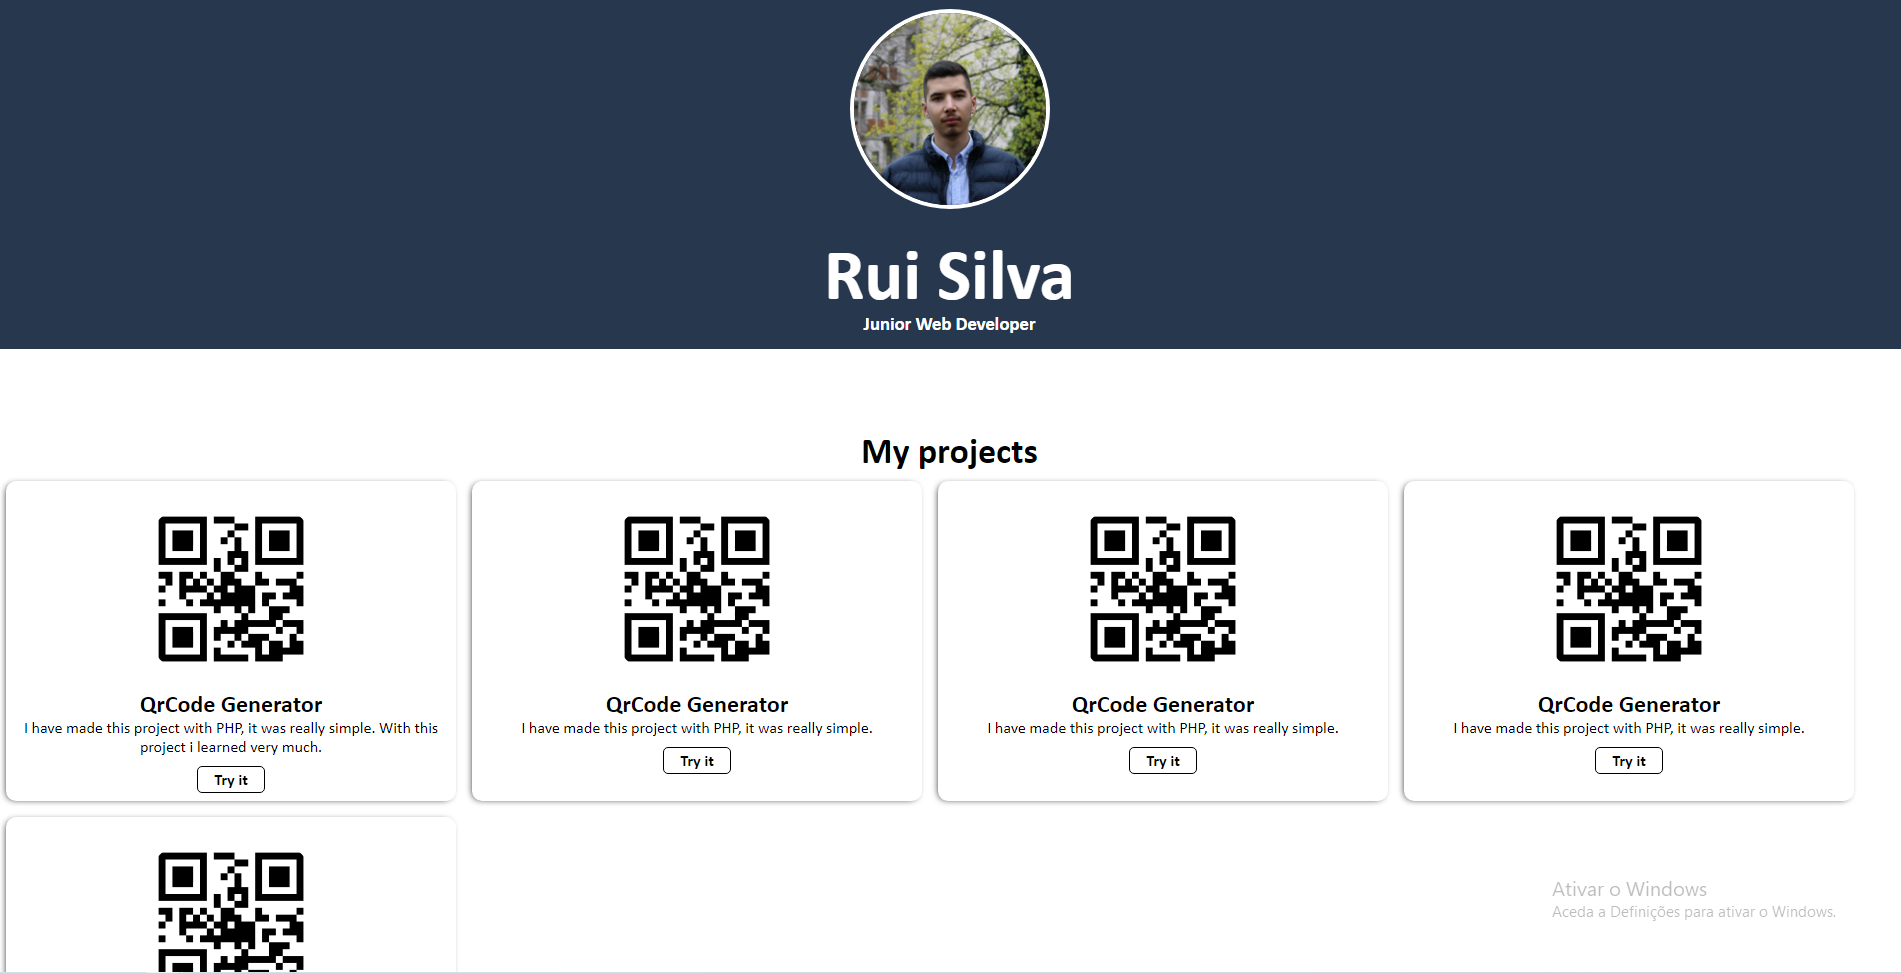 Rui Silva
Junior Web Developer
My projects
QrCode Generator
I have made this project with PHP, it was really simple. With this
project i learned very much.
Try it
QrCode Generator
I have made this project with PHP, it was really simple.
Try it
QrCode Generator
I have made this project with PHP, it was really simple.
Try it
QrCode Generator
I have made this project with PHP, it was really simple.
Try it
Ativar o Windows
Aceda a Definições para ativar o Windows.